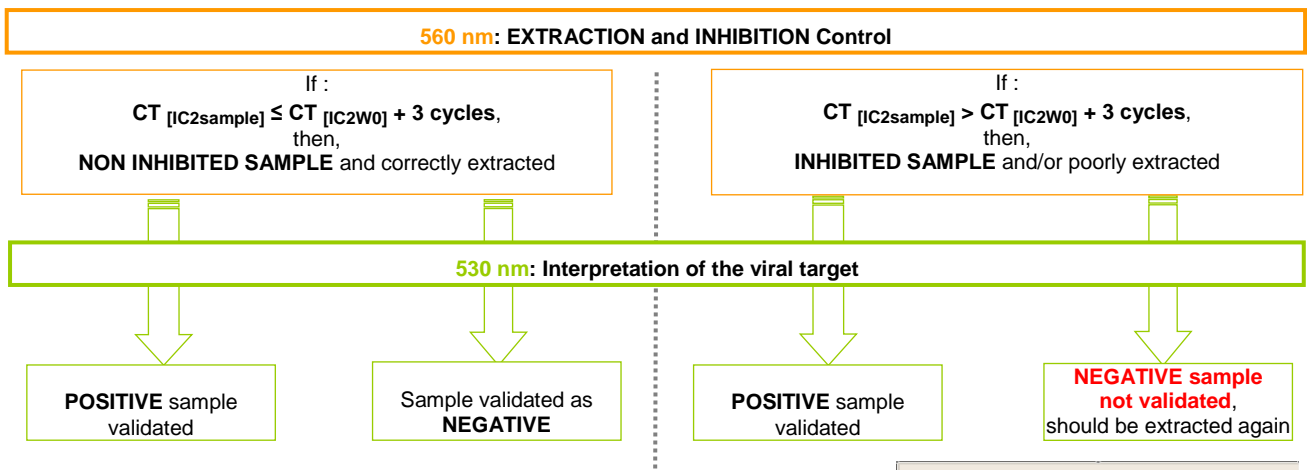 560 nm: EXTRACTION and INHIBITION Control
If :
CT [IC2sample] ≤ CT [IC2W0] + 3 cycles,
then,
NON INHIBITED SAMPLE and correctly extracted
If :
CT [IC2sample] > CT [IC2W0] + 3 cycles,
then,
INHIBITED SAMPLE and/or poorly extracted
530 nm: Interpretation of the viral target
POSITIVE sample
validated
Sample validated as
NEGATIVE
POSITIVE sample
validated
NEGATIVE sample
not validated,
should be extracted again